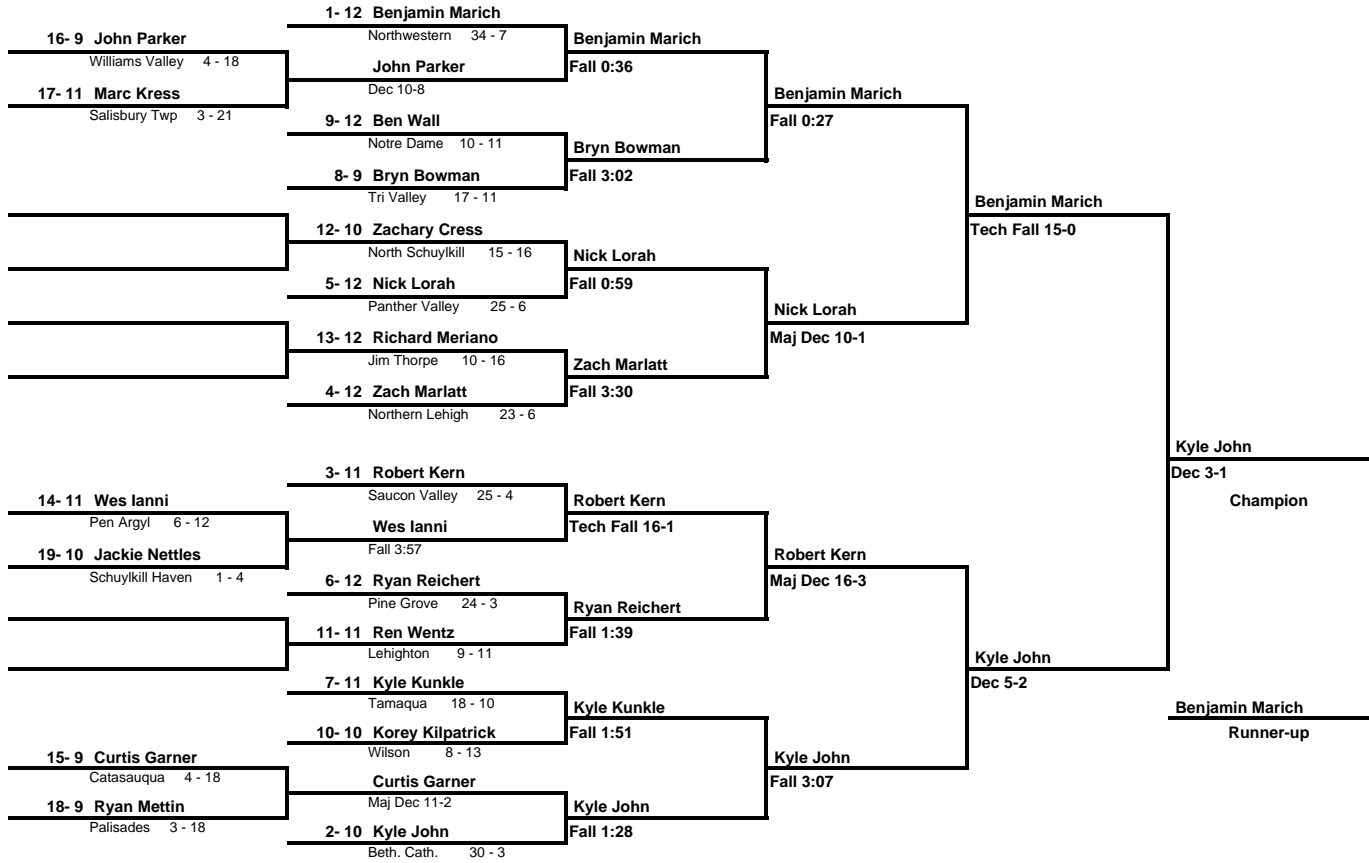 1- 12 Benjamin Marich
Northwestern 34 - 7
16- 9 John Parker
Williams Valley 4 - 18
Benjamin Marich
Fall 0:36
John Parker
Dec 10-8
17- 11 Marc Kress
Salisbury Twp 3 - 21
Benjamin Marich
Fall 0:27
9- 12 Ben Wall
Notre Dame 10 - 11
Bryn Bowman
Fall 3:02
8- 9 Bryn Bowman
Tri Valley 17 - 11
Benjamin Marich
Tech Fall 15-0
12- 10 Zachary Cress
North Schuylkill 15 - 16
Nick Lorah
Fall 0:59
5- 12 Nick Lorah
Panther Valley 25 - 6
Nick Lorah
Maj Dec 10-1
13- 12 Richard Meriano
Jim Thorpe 10 - 16
Zach Marlatt
Fall 3:30
4- 12 Zach Marlatt
Northern Lehigh 23 - 6
Kyle John
Dec 3-1
Champion
3- 11 Robert Kern
Saucon Valley 25 - 4
14- 11 Wes Ianni
Pen Argyl 6 - 12
Robert Kern
Tech Fall 16-1
Wes Ianni
Fall 3:57
19- 10 Jackie Nettles
Schuylkill Haven 1 - 4
Robert Kern
Maj Dec 16-3
6- 12 Ryan Reichert
Pine Grove 24 - 3
Ryan Reichert
Fall 1:39
11- 11 Ren Wentz
Lehighton 9 - 11
Kyle John
Dec 5-2
7- 11 Kyle Kunkle
Tamaqua 18 - 10
Kyle Kunkle
Fall 1:51
Benjamin Marich
Runner-up
10- 10 Korey Kilpatrick
Wilson 8 - 13
15- 9 Curtis Garner
Catasauqua 4 - 18
Kyle John
Fall 3:07
Curtis Garner
Maj Dec 11-2
18- 9 Ryan Mettin
Palisades 3 - 18
Kyle John
Fall 1:28
2- 10 Kyle John
Beth. Cath. 30 - 3